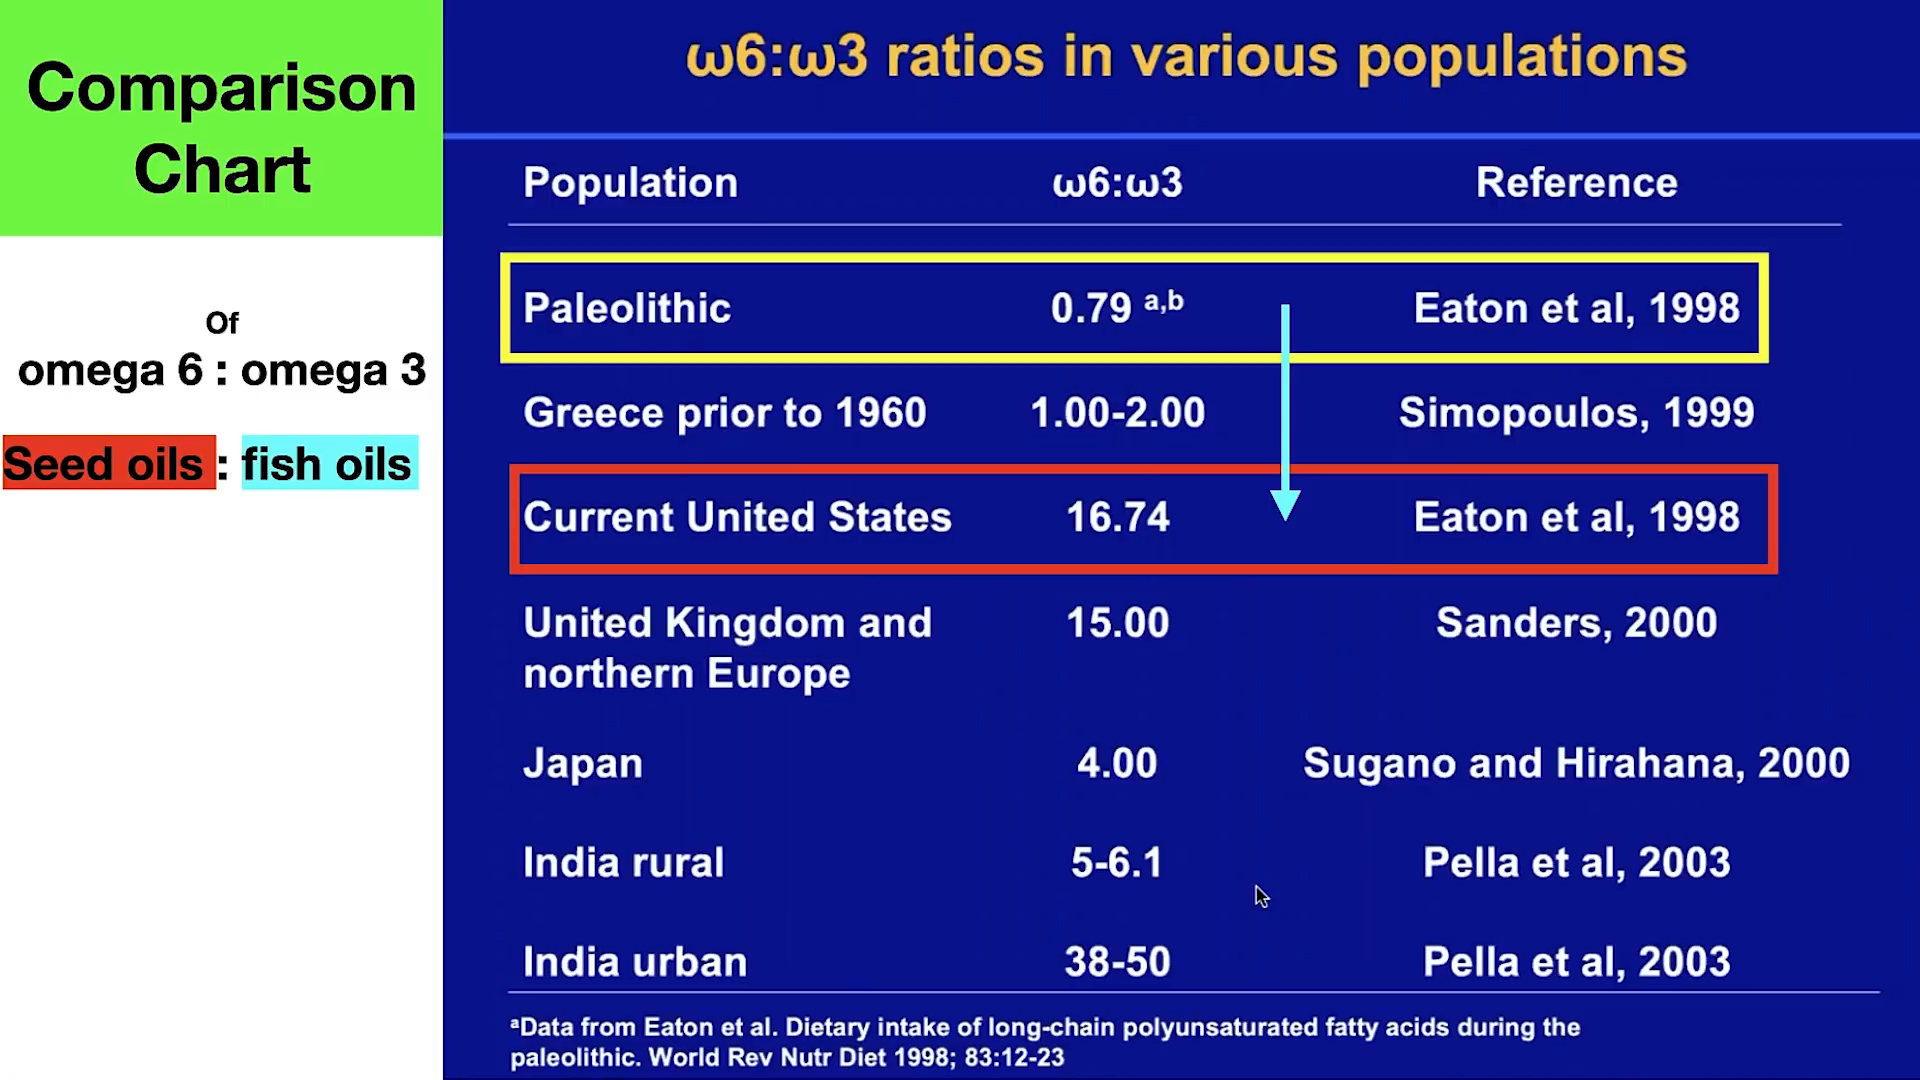 Comparison
Chart
Of
omega 6 : omega 3
Seed oils : fish oils
ω6:ω3 ratios in various populations
Population ω6:ω3 Reference
Paleolithic 0.79 a,b Eaton et al, 1998
Greece prior to 1960 1.00-2.00 Simopoulos, 1999
Current United States 16.74 Eaton et al, 1998
United Kingdom and 15.00 Sanders, 2000
northern Europe
Japan 4.00 Sugano and Hirahana, 2000
India rural 5-6.1 Pella et al, 2003
India urban 38-50 Pella et al, 2003
aData from Eaton et al. Dietary intake of long-chain polyunsaturated fatty acids during the
paleolithic. World Rev Nutr Diet 1998; 83:12-23